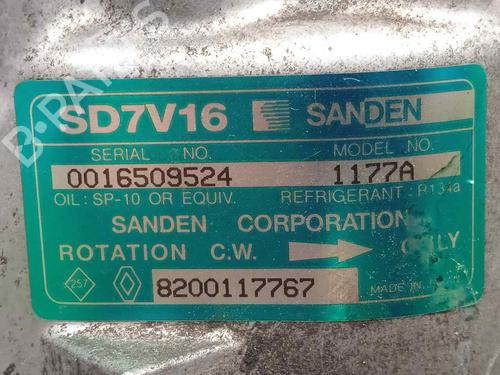 SD7V16 SANDEN
SERIAL NO. MODEL NO.
0016509524 1177A
OIL: SP-10 OR EQUIV. REFRIGERANT: R134a
SANDEN CORPORATION
ROTATION C.W. ONLY
257 8200117767 MADE IN
B-PARTS